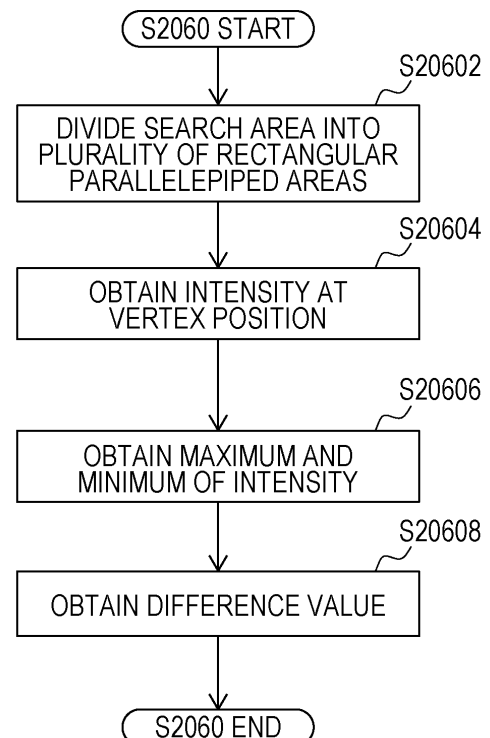 S2060 START
S20602
DIVIDE SEARCH AREA INTO
PLURALITY OF RECTANGULAR
PARALLELEPIPED AREAS
S20604
OBTAIN INTENSITY AT
VERTEX POSITION
S20606
OBTAIN MAXIMUM AND
MINIMUM OF INTENSITY
S20608
OBTAIN DIFFERENCE VALUE
S2060 END